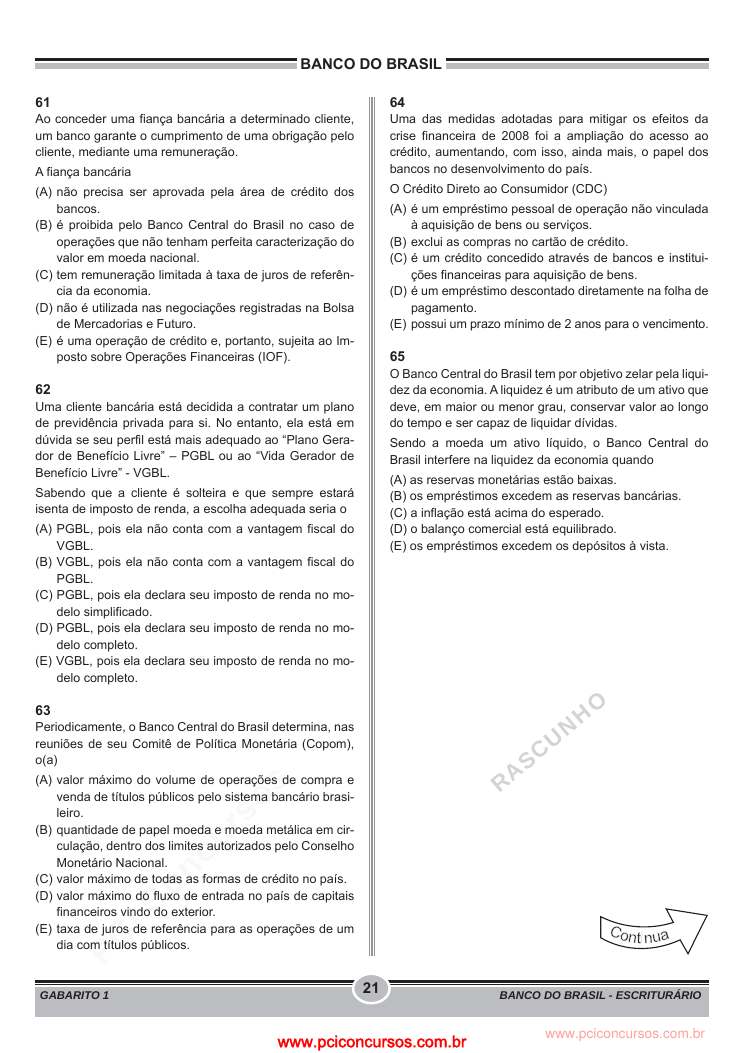 BANCO DO BRASIL
61
Ao conceder uma fiança bancária a determinado cliente,
um banco garante o cumprimento de uma obrigação pelo
cliente, mediante uma remuneração.
A fiança bancária
(A) não precisa ser aprovada pela área de crédito dos
bancos.
(B) é proibida pelo Banco Central do Brasil no caso de
operações que não tenham perfeita caracterização do
valor em moeda nacional.
(C) tem remuneração limitada à taxa de juros de referên-
cia da economia.
(D) não é utilizada nas negociações registradas na Bolsa
de Mercadorias e Futuro.
(E) é uma operação de crédito e, portanto, sujeita ao Im-
posto sobre Operações Financeiras (IOF).
62
Uma cliente bancária está decidida a contratar um plano
de previdência privada para si. No entanto, ela está em
dúvida se seu perfil está mais adequado ao “Plano Gera-
dor de Benefício Livre” – PGBL ou ao “Vida Gerador de
Benefício Livre” - VGBL.
Sabendo que a cliente é solteira e que sempre estará
isenta de imposto de renda, a escolha adequada seria o
(A) PGBL, pois ela não conta com a vantagem fiscal do
VGBL.
(B) VGBL, pois ela não conta com a vantagem fiscal do
PGBL.
(C) PGBL, pois ela declara seu imposto de renda no mo-
delo simplificado.
(D) PGBL, pois ela declara seu imposto de renda no mo-
delo completo.
(E) VGBL, pois ela declara seu imposto de renda no mo-
delo completo.
63
Periodicamente, o Banco Central do Brasil determina, nas
reuniões de seu Comitê de Política Monetária (Copom),
o(a)
(A) valor máximo do volume de operações de compra e
venda de títulos públicos pelo sistema bancário brasi-
leiro.
(B) quantidade de papel moeda e moeda metálica em cir-
culação, dentro dos limites autorizados pelo Conselho
Monetário Nacional.
(C) valor máximo de todas as formas de crédito no país.
(D) valor máximo do fluxo de entrada no país de capitais
financeiros vindo do exterior.
(E) taxa de juros de referência para as operações de um
dia com títulos públicos.
64
Uma das medidas adotadas para mitigar os efeitos da
crise financeira de 2008 foi a ampliação do acesso ao
crédito, aumentando, com isso, ainda mais, o papel dos
bancos no desenvolvimento do país.
O Crédito Direto ao Consumidor (CDC)
(A) é um empréstimo pessoal de operação não vinculada
à aquisição de bens ou serviços.
(B) exclui as compras no cartão de crédito.
(C) é um crédito concedido através de bancos e institui-
ções financeiras para aquisição de bens.
(D) é um empréstimo descontado diretamente na folha de
pagamento.
(E) possui um prazo mínimo de 2 anos para o vencimento.
65
O Banco Central do Brasil tem por objetivo zelar pela liqui-
dez da economia. A liquidez é um atributo de um ativo que
deve, em maior ou menor grau, conservar valor ao longo
do tempo e ser capaz de liquidar dívidas.
Sendo a moeda um ativo líquido, o Banco Central do
Brasil interfere na liquidez da economia quando
(A) as reservas monetárias estão baixas.
(B) os empréstimos excedem as reservas bancárias.
(C) a inflação está acima do esperado.
(D) o balanço comercial está equilibrado.
(E) os empréstimos excedem os depósitos à vista.
RASCUNHO
Cont nua
GABARITO 1
21
BANCO DO BRASIL - ESCRITURÁRIO
www.pciconcursos.com.br
www.pciconcursos.com.br